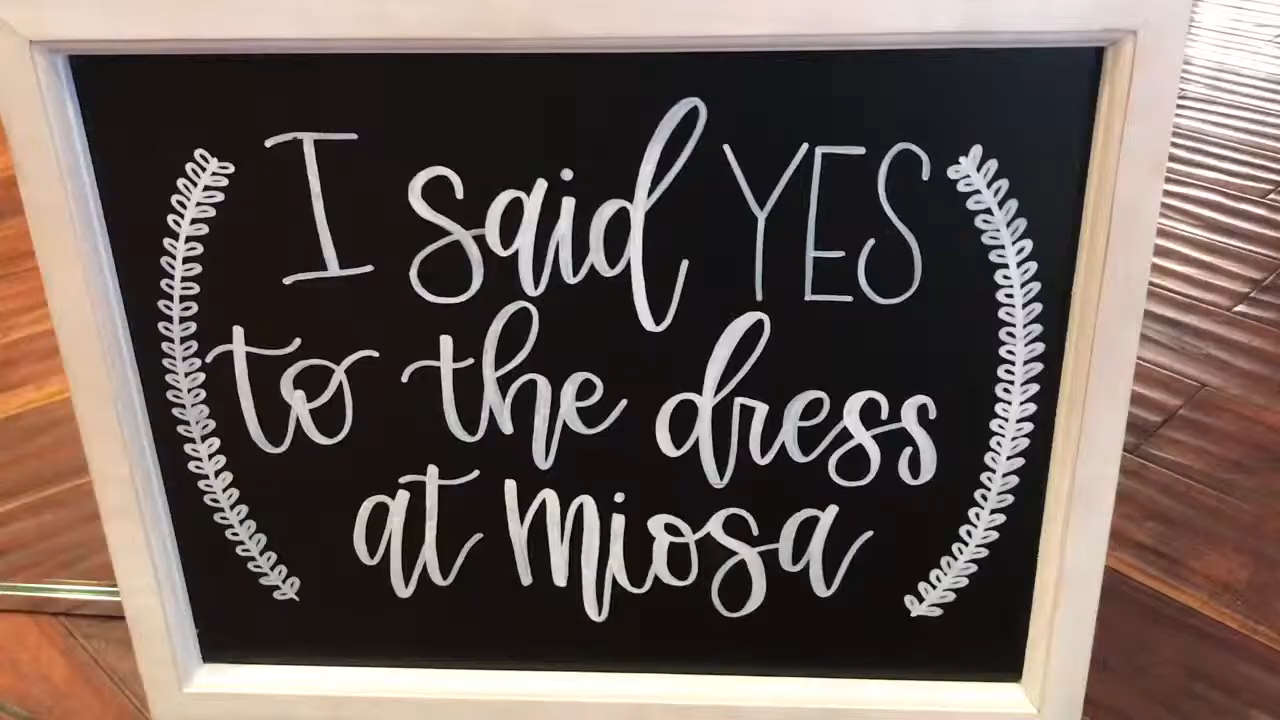 I said YES
to the dress
at miosa